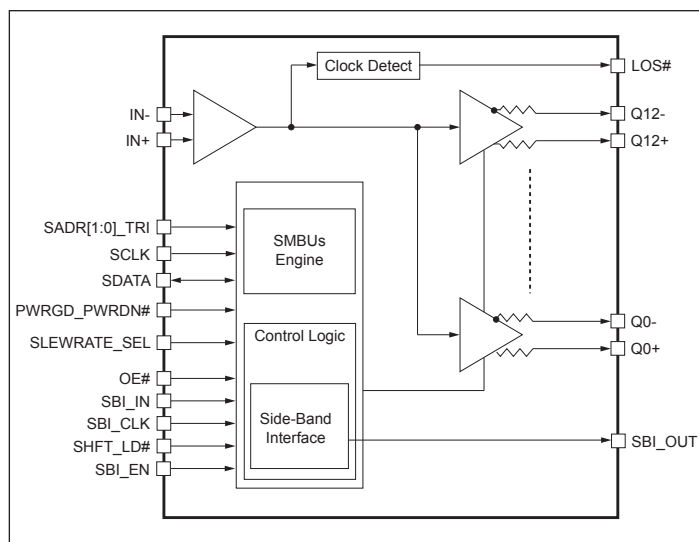 Clock Detect
LOS#
IN-
IN+
Q12-
Q12+
SADR[1:0]_TRI
SCLK
SDATA
PWRGD_PWRDN#
SLEWRATE_SEL
OE#
SBI_IN
SBI_CLK
SHFT_LD#
SBI_EN
SMBUs
Engine
Control Logic
Side-Band
Interface
Q0-
Q0+
SBI_OUT